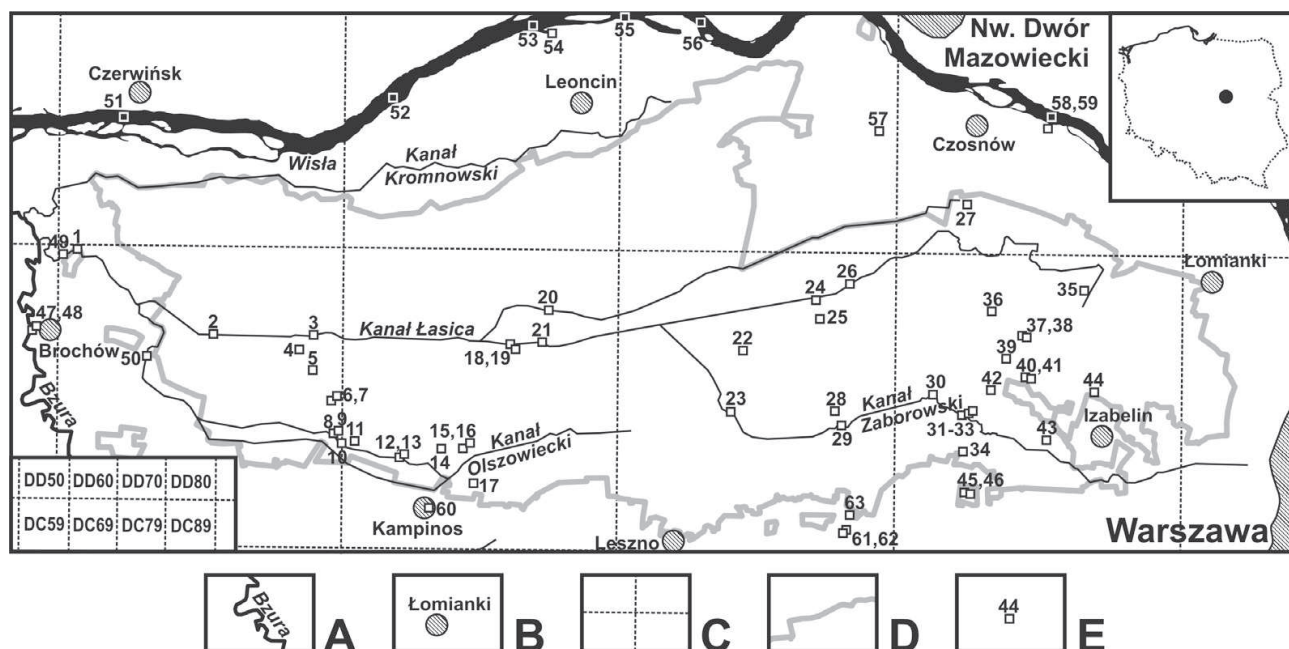 53
54
55
56
Nw. Dwór
Mazowiecki
Czerwińsk
51
52
Leoncin
57
58,59
Czosnów
Wisła
Kanał
Kromnowski
27
49
1
Łomianki
47,48
Brochów
50
2
3
4
5
Kanał Łasica
20
18,19
21
24
25
26
22
35
36
37,38
39
40,41
42
44
Izabelin
6,7
8,9
10
11
12,13
14
15,16
17
Kanał
Olszowiecki
23
28
29
Kanał
Zaborowski
30
31-33
34
43
45,46
Bzura
DD50 DD60 DD70 DD80
DC59 DC69 DC79 DC89
Kampinos
60
Leszno
63
61,62
Warszawa
Bzura
A
Łomianki
B
C
D
44
E